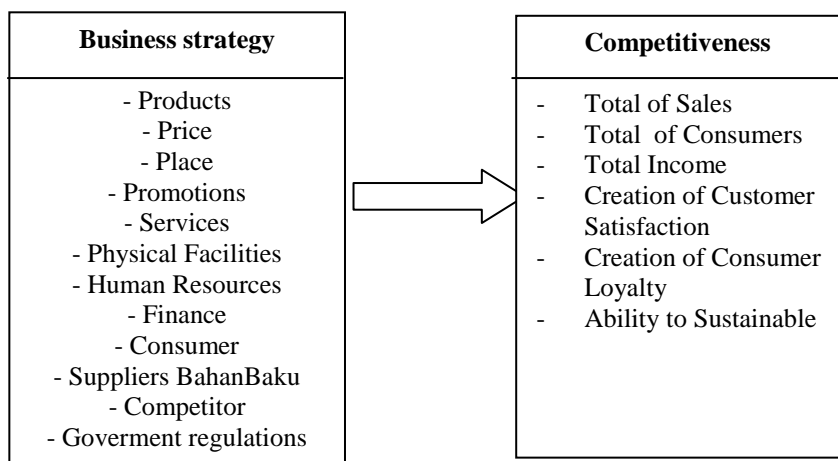 Business strategy
- Products
- Price
- Place
- Promotions
- Services
- Physical Facilities
- Human Resources
- Finance
- Consumer
- Suppliers BahanBaku
- Competitor
- Goverment regulations
Competitiveness
- Total of Sales
- Total of Consumers
- Total Income
- Creation of Customer
Satisfaction
- Creation of Consumer
Loyalty
- Ability to Sustainable